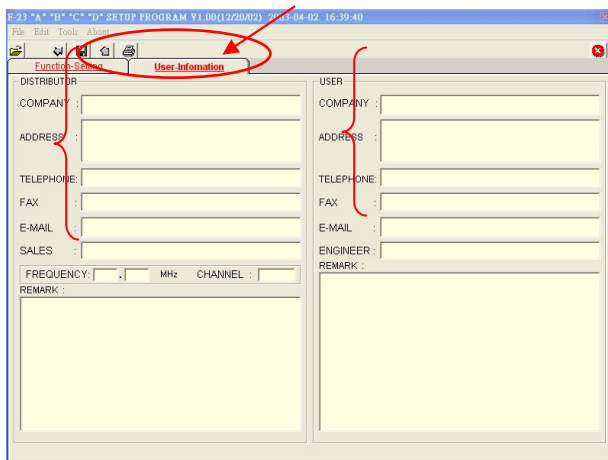 F-23 "A" "B" "C" "D" SETUP PROGRAM V1.00(12/20/02) 2003-04-02 16:39:40
File Edit Tools About
Function-Setting User-Infomation
DISTRIBUTOR
COMPANY :
ADDRESS :
TELEPHONE:
FAX :
E-MAIL :
SALES :
FREQUENCY: . MHz CHANNEL :
REMARK :
USER
COMPANY :
ADDRESS :
TELEPHONE:
FAX :
E-MAIL :
ENGINEER :
REMARK :